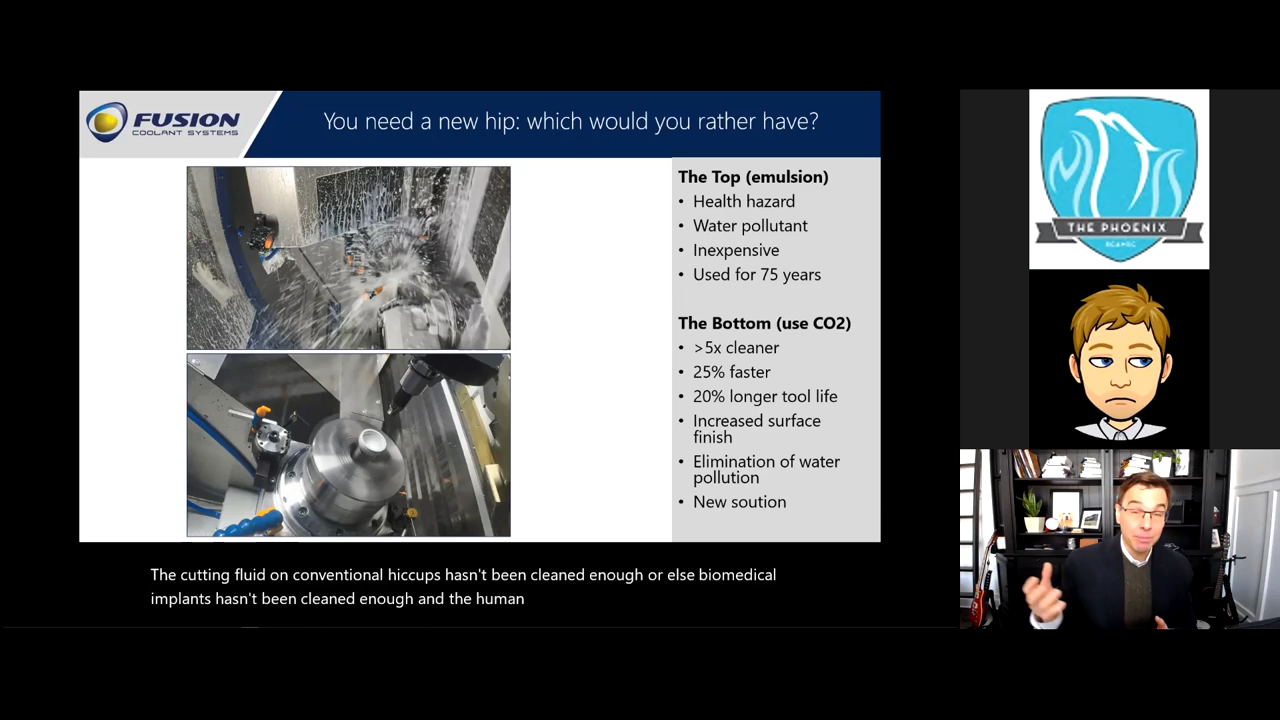 FUSION
COOLANT SYSTEMS
You need a new hip: which would you rather have?
The Top (emulsion)
• Health hazard
• Water pollutant
• Inexpensive
• Used for 75 years
The Bottom (use CO2)
• >5x cleaner
• 25% faster
• 20% longer tool life
• Increased surface
finish
• Elimination of water
pollution
• New soution
THE PHOENIX
The cutting fluid on conventional hiccups hasn't been cleaned enough or else biomedical
implants hasn't been cleaned enough and the human